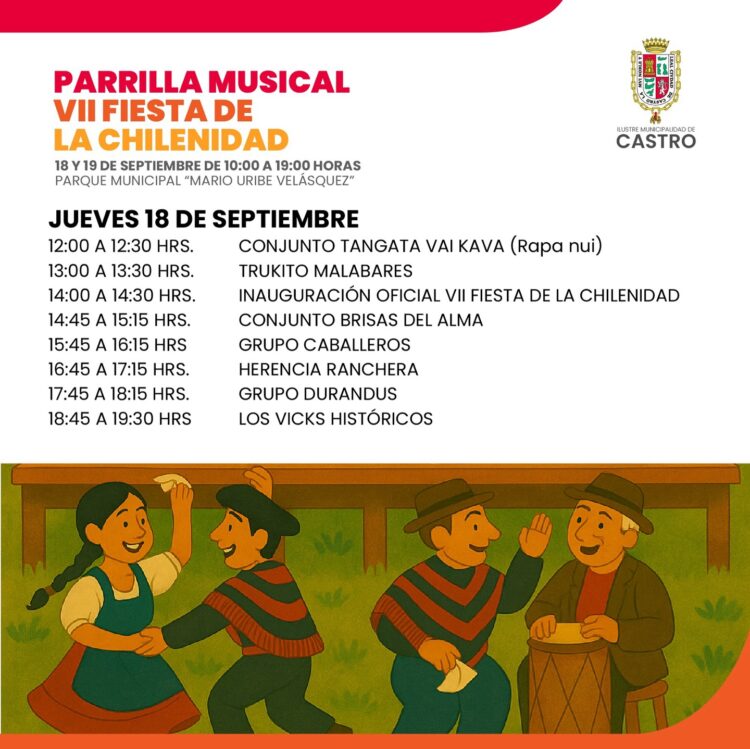 PARRILLA MUSICAL
VII FIESTA DE
LA CHILENIDAD
18 Y 19 DE SEPTIEMBRE DE 10:00 A 19:00 HORAS
PARQUE MUNICIPAL “MARIO URIBE VELÁSQUEZ”
ILUSTRE MUNICIPALIDAD DE
CASTRO
JUEVES 18 DE SEPTIEMBRE
12:00 A 12:30 HRS. CONJUNTO TANGATA VAI KAVA (Rapa nui)
13:00 A 13:30 HRS. TRUKITO MALABARES
14:00 A 14:30 HRS. INAUGURACIÓN OFICIAL VII FIESTA DE LA CHILENIDAD
14:45 A 15:15 HRS. CONJUNTO BRISAS DEL ALMA
15:45 A 16:15 HRS GRUPO CABALLEROS
16:45 A 17:15 HRS. HERENCIA RANCHERA
17:45 A 18:15 HRS. GRUPO DURANDUS
18:45 A 19:30 HRS LOS VICKS HISTÓRICOS